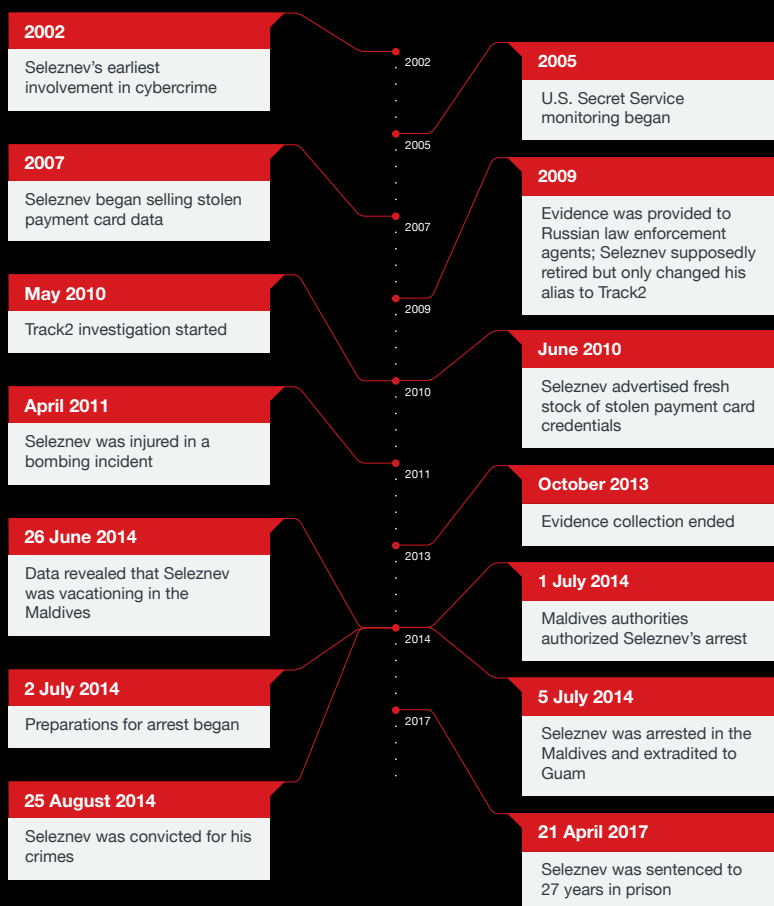 2002
Seleznev's earliest
involvement in cybercrime
2002
2005
U.S. Secret Service
monitoring began
2005
2007
Seleznev began selling stolen
payment card data
2007
2009
Evidence was provided to
Russian law enforcement
agents; Seleznev supposedly
retired but only changed his
alias to Track2
2009
May 2010
Track2 investigation started
June 2010
Seleznev advertised fresh
stock of stolen payment card
credentials
2010
April 2011
Seleznev was injured in a
bombing incident
2011
October 2013
Evidence collection ended
2013
26 June 2014
Data revealed that Seleznev
was vacationing in the
Maldives
1 July 2014
Maldives authorities
authorized Seleznev's arrest
2014
2 July 2014
Preparations for arrest began
5 July 2014
Seleznev was arrested in the
Maldives and extradited to
Guam
2017
25 August 2014
Seleznev was convicted for his
crimes
21 April 2017
Seleznev was sentenced to
27 years in prison